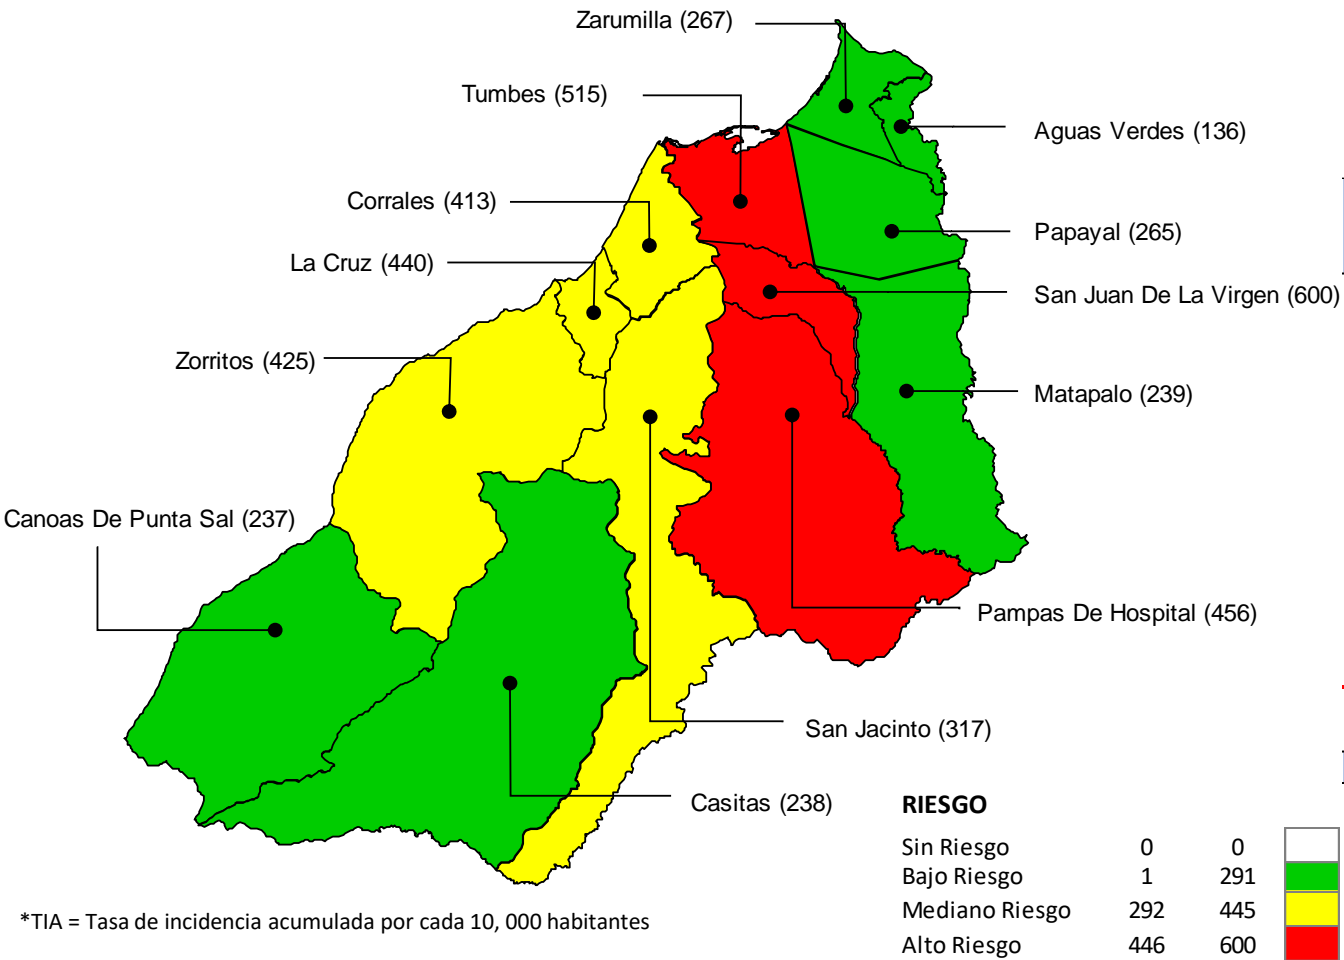 Zarumilla (267)
Tumbes (515)
Aguas Verdes (136)
Corrales (413)
Papayal (265)
La Cruz (440)
San Juan De La Virgen (600)
Zorritos (425)
Matapalo (239)
Canoas De Punta Sal (237)
Pampas De Hospital (456)
San Jacinto (317)
Casitas (238)
RIESGO
Sin Riesgo 0 0
Bajo Riesgo 1 291
Mediano Riesgo 292 445
Alto Riesgo 446 600
*TIA = Tasa de incidencia acumulada por cada 10, 000 habitantes